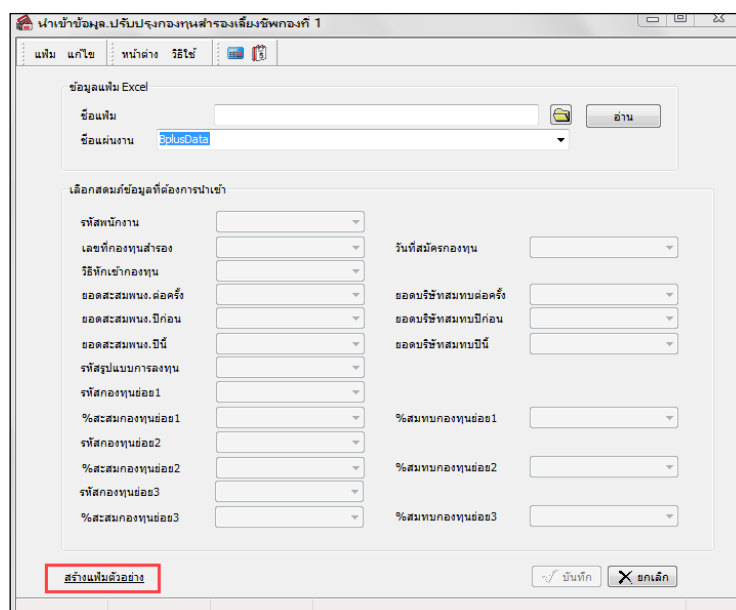 นำเข้าข้อมูล.ปรับปรุงกองทุนสำรองเลี้ยงชีพกองที่ 1
แฟ้ม แก้ไข หน้าต่าง วิธีใช้ 5
ข้อมูลแฟ้ม Excel
ชื่อแฟ้ม อ่าน
ชื่อแผ่นงาน BplusData
เลือกสดมภ์ข้อมูลที่ต้องการนำเข้า
รหัสพนักงาน
เลขที่กองทุนสำรอง วันที่สมัครกองทุน
วิธีหักเข้ากองทุน
ยอดสะสมพนง.ต่อครั้ง ยอดบริษัทสมทบต่อครั้ง
ยอดสะสมพนง.ปีก่อน ยอดบริษัทสมทบปีก่อน
ยอดสะสมพนง.ปีนี้ ยอดบริษัทสมทบปีนี้
รหัสรูปแบบการลงทุน
รหัสกองทุนย่อย1
%สะสมกองทุนย่อย1 %สมทบกองทุนย่อย1
รหัสกองทุนย่อย2
%สะสมกองทุนย่อย2 %สมทบกองทุนย่อย2
รหัสกองทุนย่อย3
%สะสมกองทุนย่อย3 %สมทบกองทุนย่อย3
สร้างแฟ้มตัวอย่าง บันทึก ยกเลิก